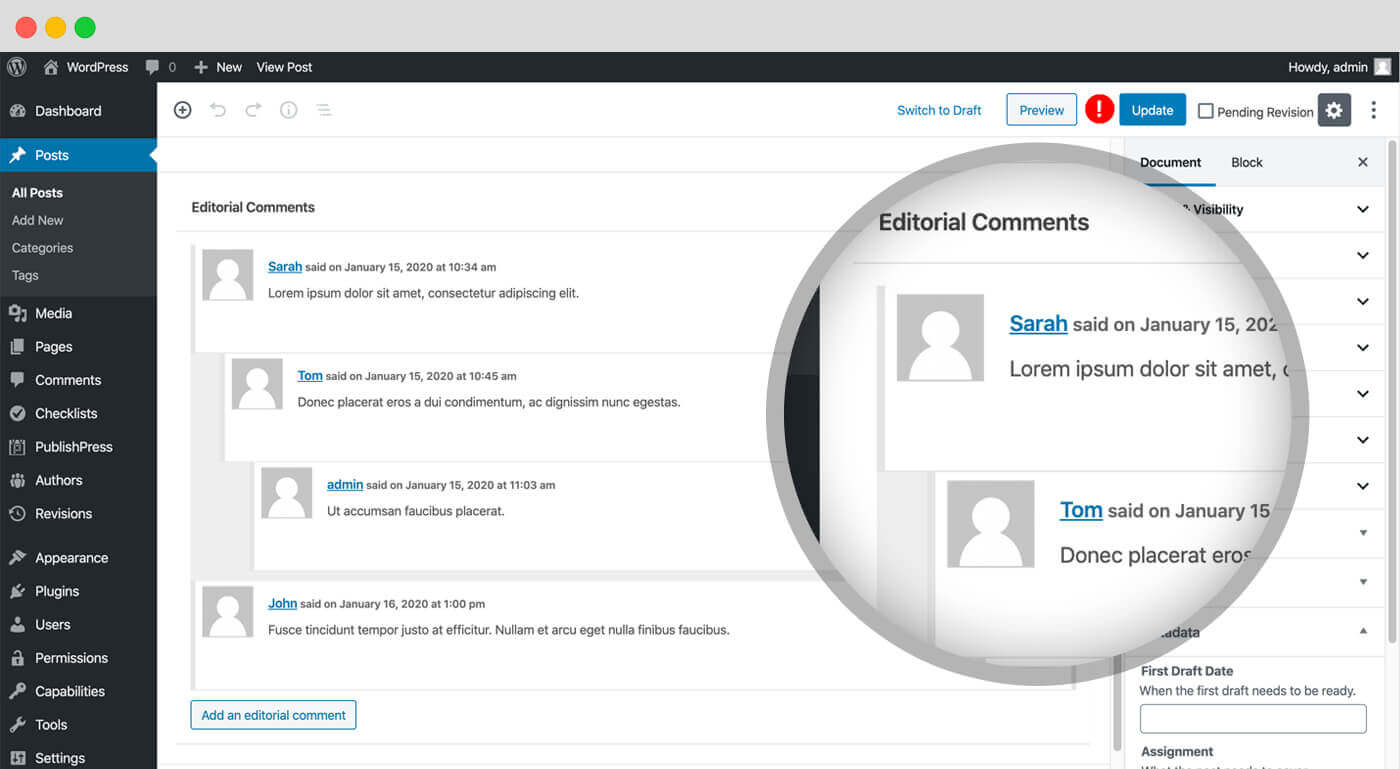 WordPress 0 New View Post Howdy, admin
Dashboard
Posts
All Posts
Add New
Categories
Tags
Media
Pages
Comments
Checklists
PublishPress
Authors
Revisions
Appearance
Plugins
Users
Permissions
Capabilities
Tools
Settings
Switch to Draft Preview ! Update Pending Revision
Editorial Comments
Sarah said on January 15, 2020 at 10:34 am
Lorem ipsum dolor sit amet, consectetur adipiscing elit.
Tom said on January 15, 2020 at 10:45 am
Donec placerat eros a dui condimentum, ac dignissim nunc egestas.
admin said on January 15, 2020 at 11:03 am
Ut accumsan faucibus placerat.
John said on January 16, 2020 at 1:00 pm
Fusce tincidunt tempor justo at efficitur. Nullam et arcu eget nulla finibus faucibus.
Add an editorial comment
Editorial Comments
Sarah said on January 15, 202
Lorem ipsum dolor sit amet,
Tom said on January 15
Donec placerat eros
Document Block
& Visibility
First Draft Date
When the first draft needs to be ready.
Assignment